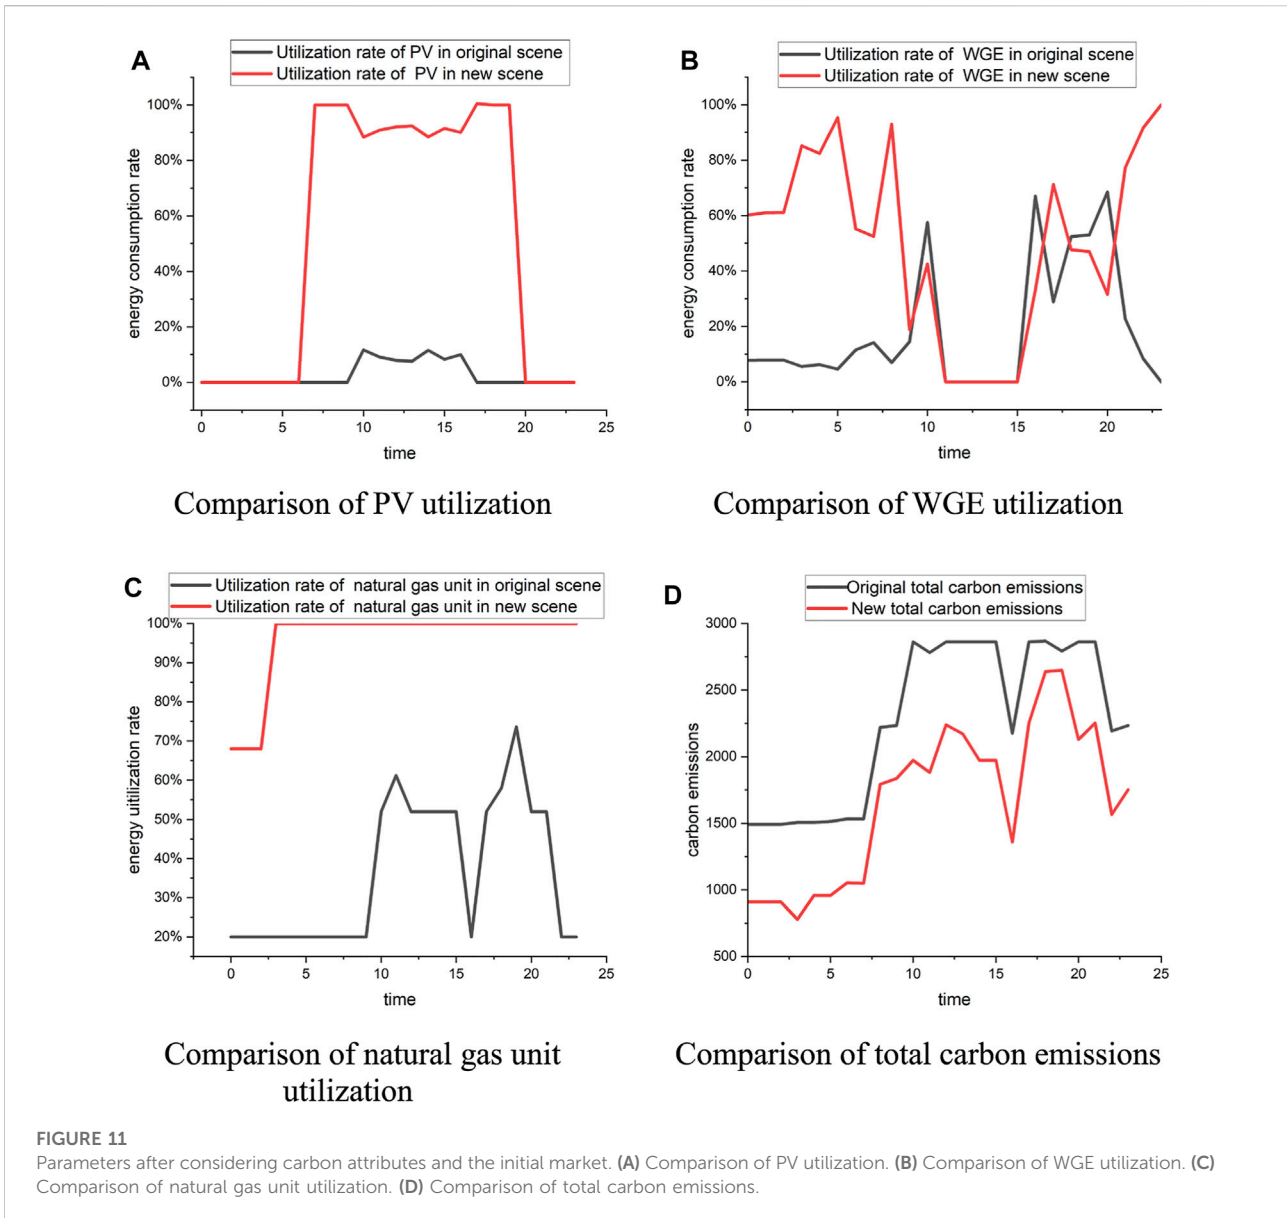 A
Utilization rate of PV in original scene
Utilization rate of PV in new scene
100%
80%
60%
40%
20%
0%
energy consumption rate
0 5 10 15 20 25
time
Comparison of PV utilization
B
Utilization rate of WGE in original scene
Utilization rate of WGE in new scene
100%
80%
60%
40%
20%
0%
energy consumption rate
0 5 10 15 20
time
Comparison of WGE utilization
C
Utilization rate of natural gas unit in original scene
Utilization rate of natural gas unit in new scene
100%
90%
80%
70%
60%
50%
40%
30%
20%
energy uitilization rate
0 5 10 15 20 25
time
Comparison of natural gas unit
utilization
D
Original total carbon emissions
New total carbon emissions
3000
2500
2000
1500
1000
500
carbon emissions
0 5 10 15 20 25
time
Comparison of total carbon emissions
FIGURE 11
Parameters after considering carbon attributes and the initial market. (A) Comparison of PV utilization. (B) Comparison of WGE utilization. (C)
Comparison of natural gas unit utilization. (D) Comparison of total carbon emissions.